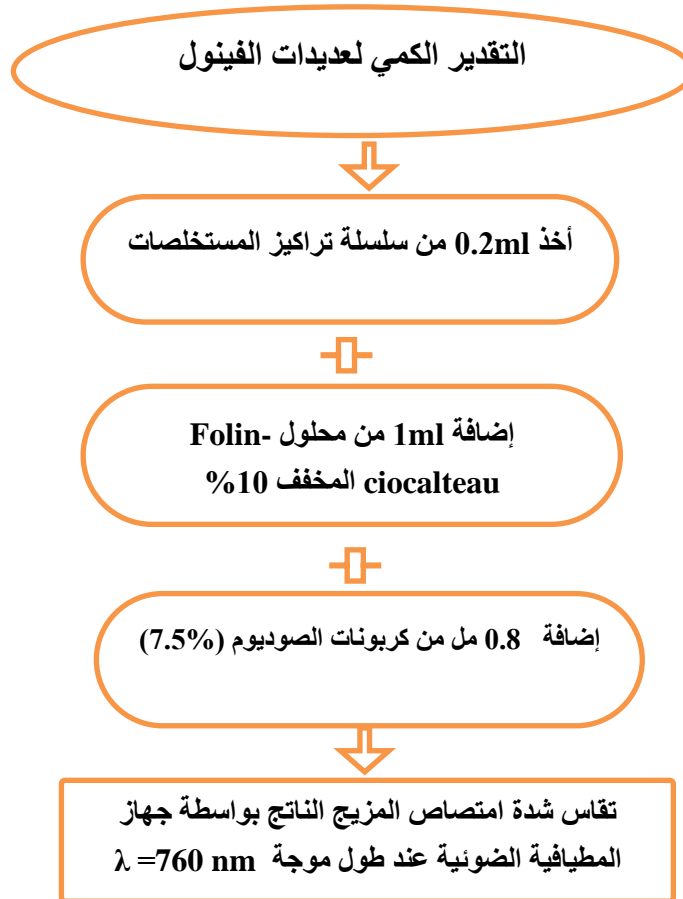 التقدير الكمي لعديدات الفينول
أخذ 0.2ml من سلسلة تراكيز المستخلصات
إضافة 1ml من محلول Folin-
ciocalteau المخفف 10%
إضافة 0.8 مل من كربونات الصوديوم (7.5%)
تقاس شدة امتصاص المزيج الناتج بواسطة جهاز
المطيافية الضوئية عند طول موجة λ =760 nm